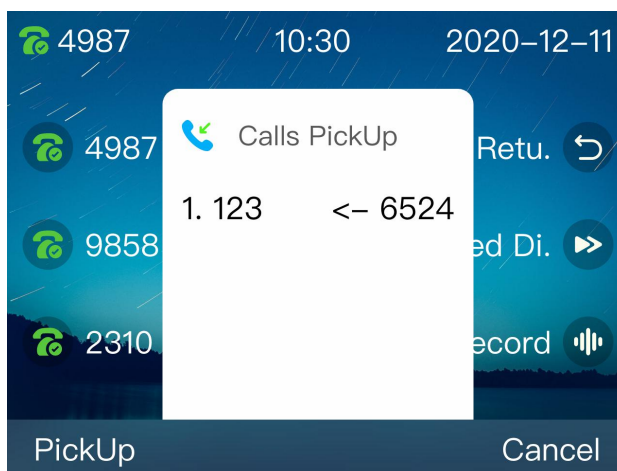 4987 10:30 2020-12-11
Calls PickUp
4987 Retu.
1. 123 <- 6524
9858 ed Di.
2310 ecord
PickUp Cancel